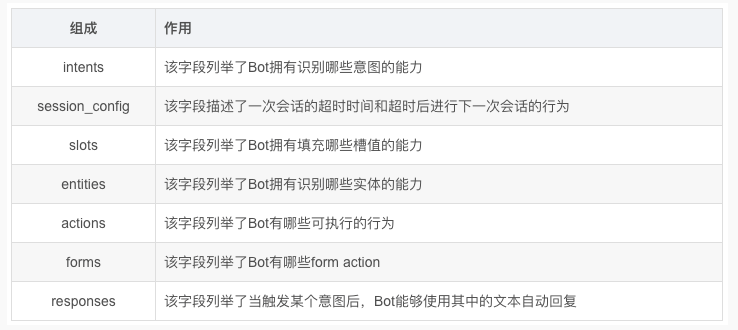 组成 作用
intents 该字段列举了Bot拥有识别哪些意图的能力
session_config 该字段描述了一次会话的超时时间和超时后进行下一次会话的行为
slots 该字段列举了Bot拥有填充哪些槽值的能力
entities 该字段列举了Bot拥有识别哪些实体的能力
actions 该字段列举了Bot有哪些可执行的行为
forms 该字段列举了Bot有哪些form action
responses 该字段列举了当触发某个意图后，Bot能够使用其中的文本自动回复